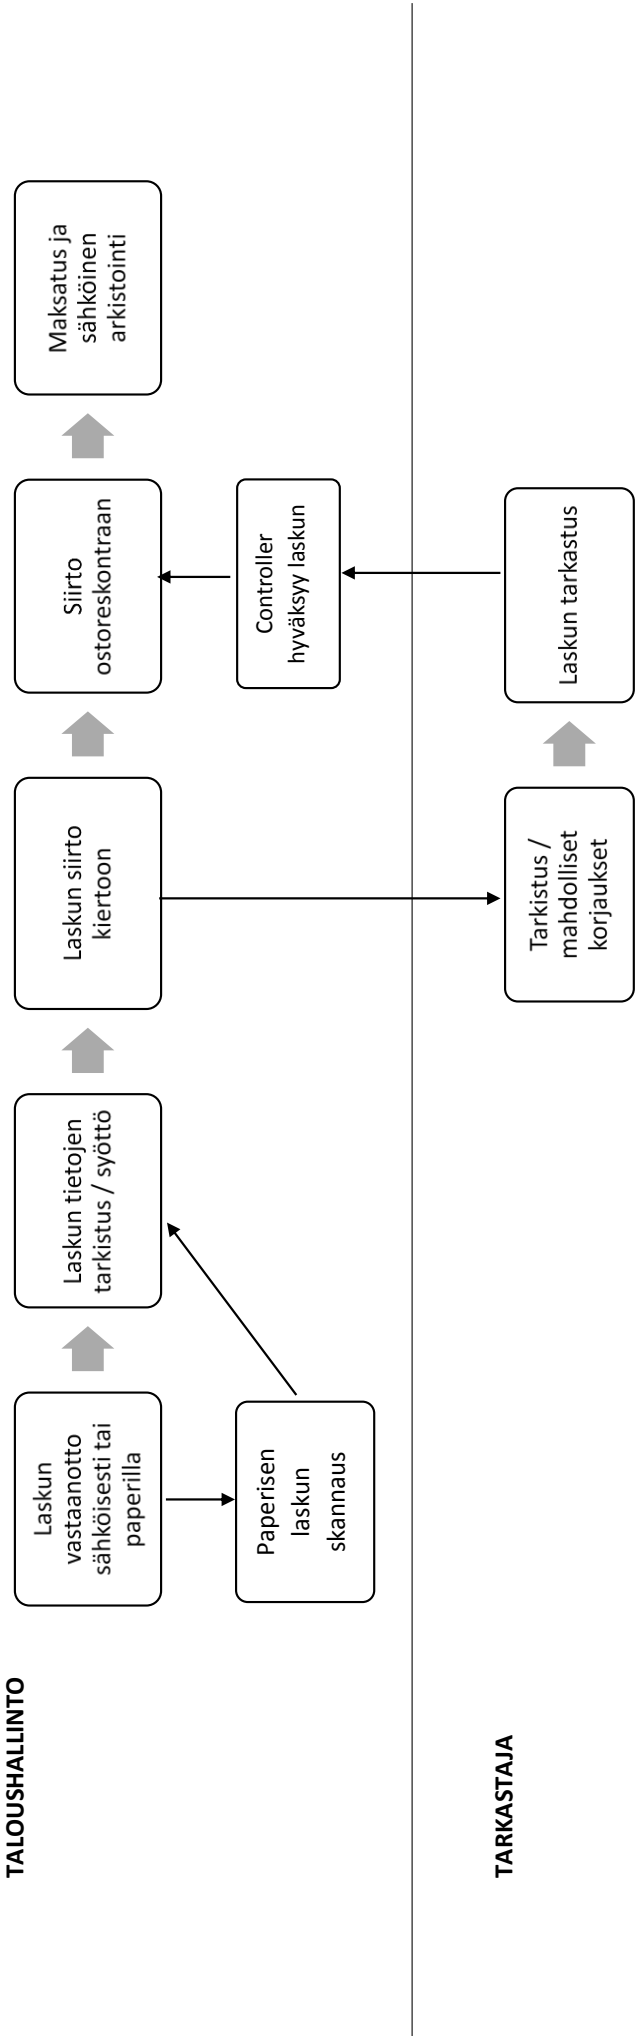 TALOUSHALLINTO
Laskun
vastaanotto
sähköisesti tai
paperilla
Paperisen
laskun
skannaus
Laskun tietojen
tarkistus / syöttö
Laskun siirto
kiertoon
Siirto
ostoreskontraan
Controller
hyväksyy laskun
Maksatus ja
sähköinen
arkistointi
TARKASTAJA
Tarkistus /
mahdolliset
korjaukset
Laskun tarkastus